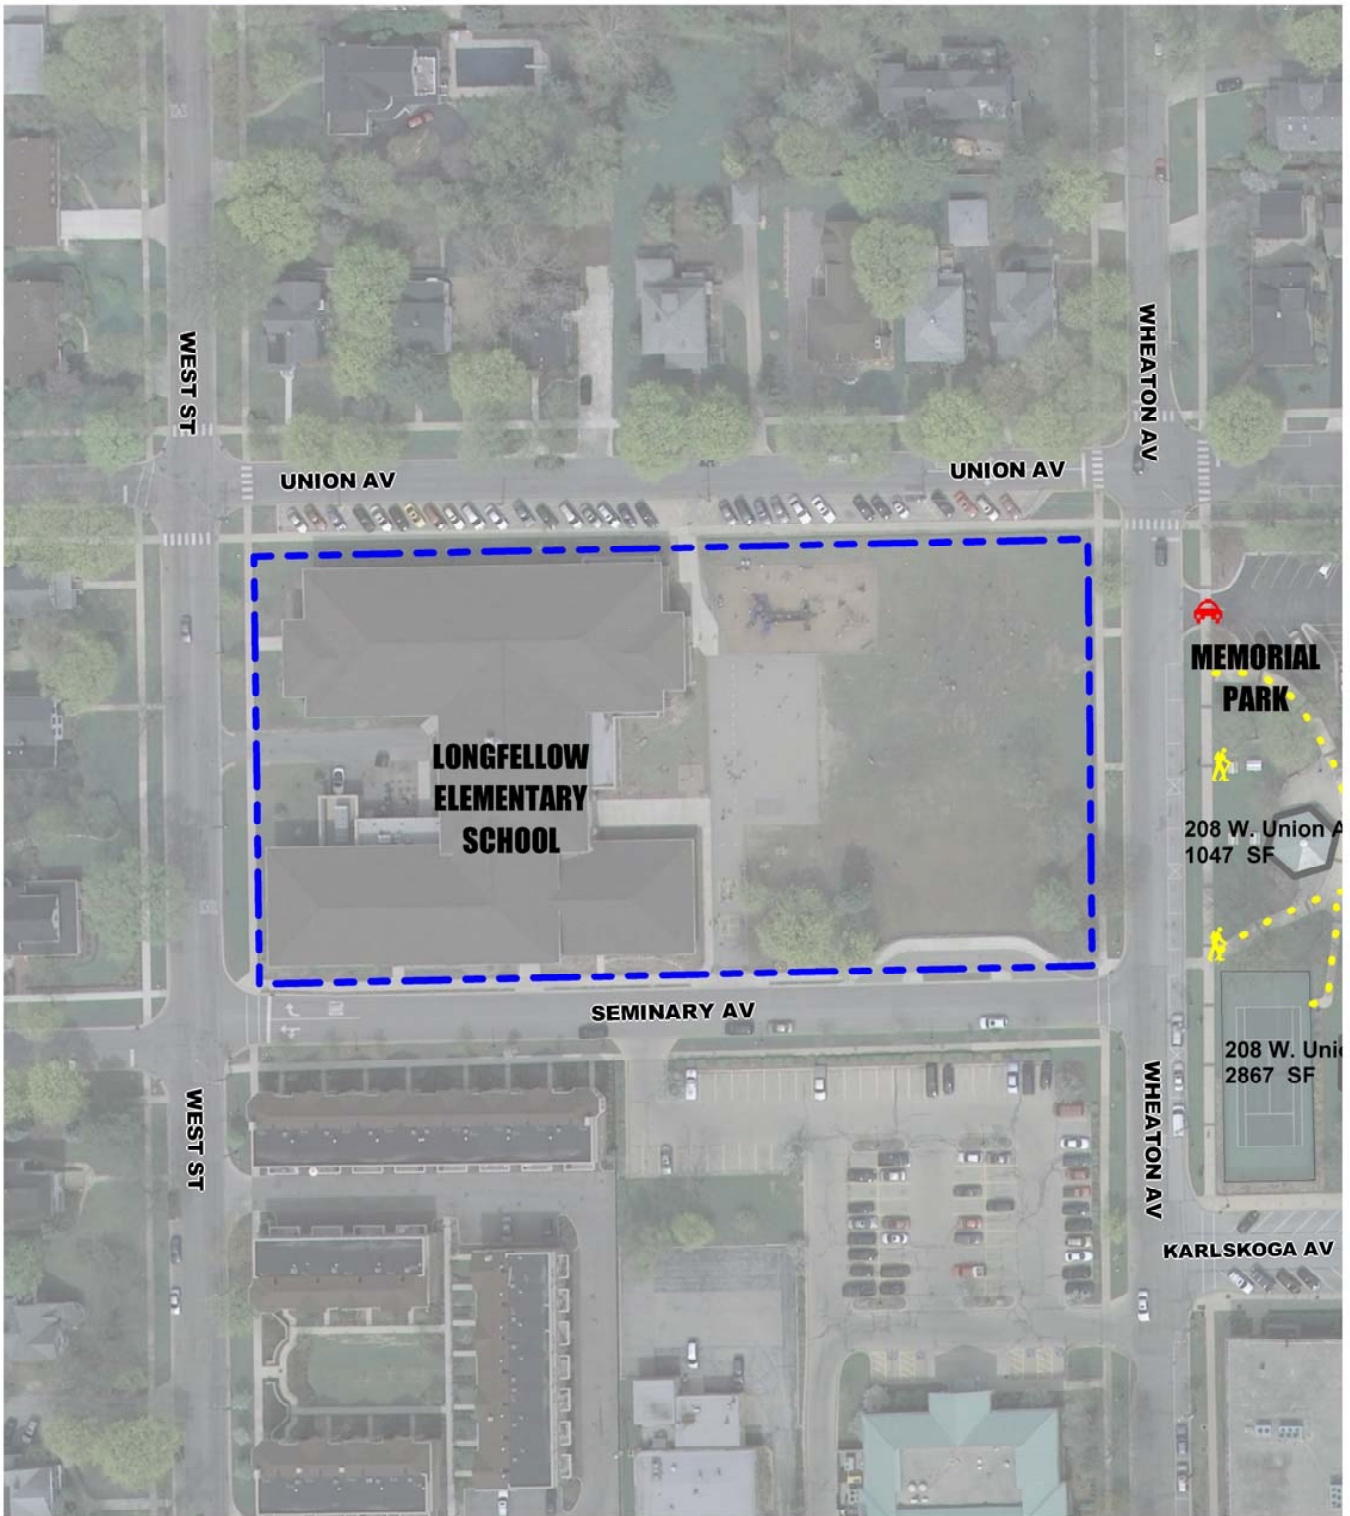 WEST ST
WHEATON AV
UNION AV
UNION AV
MEMORIAL
PARK
LONGFELLOW
ELEMENTARY
SCHOOL
208 W. Union A
1047 SF
SEMINARY AV
208 W. Unio
2867 SF
WEST ST
WHEATON AV
KARLSKOGA AV